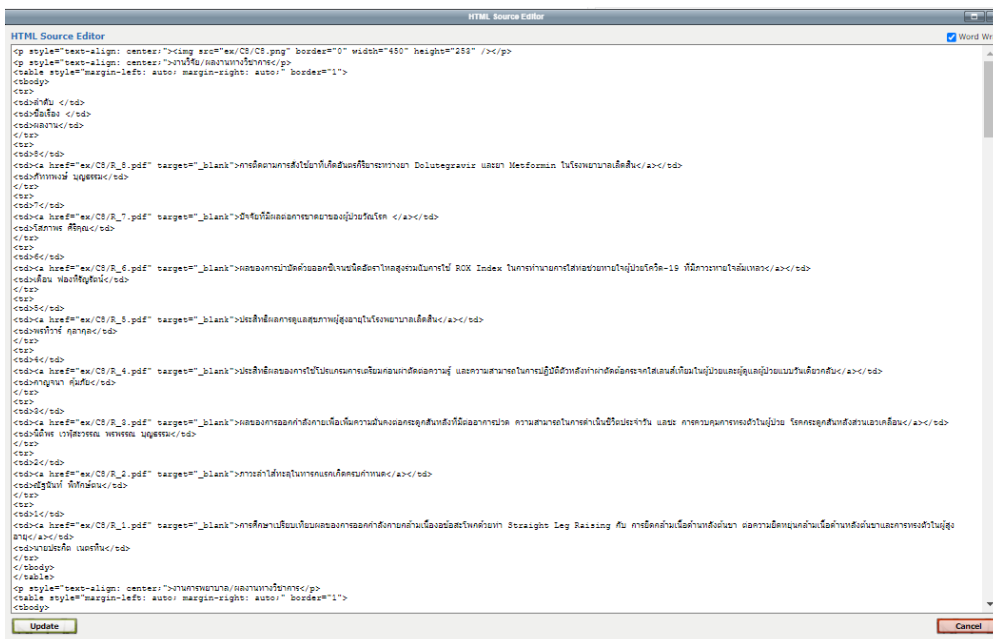 HTML Source Editor
HTML Source Editor
Word Wr
<p style="text-align: center;"><img src="ex/C8/C8.png" border="0" width="450" height="253" /></p>
<p style="text-align: center;">งานวิจัย/ผลงานทางวิชาการ</p>
<table style="margin-left: auto; margin-right: auto;" border="1">
<tbody>
<tr>
<td>ลำดับ </td>
<td>ชื่อเรื่อง </td>
<td>ผลงาน</td>
</tr>
<tr>
<td>8</td>
<td><a href="ex/C8/R_8.pdf" target="_blank">การติดตามการสั่งใช้ยาที่เกิดอันตรกิริยาระหว่างยา Dolutegravir และยา Metformin ในโรงพยาบาลเลิดสิน</a></td>
<td>ภัททพงษ์ บุญธรรม</td>
</tr>
<tr>
<td>7</td>
<td><a href="ex/C8/R_7.pdf" target="_blank">ปัจจัยที่มีผลต่อการขาดยาของผู้ป่วยวัณโรค </a></td>
<td>โสภาพร ศิริคุณ</td>
</tr>
<tr>
<td>6</td>
<td><a href="ex/C8/R_6.pdf" target="_blank">ผลของการบำบัดด้วยออกซิเจนชนิดอัตราไหลสูงร่วมกับการใช้ ROX Index ในการทำนายการใส่ท่อช่วยหายใจผู้ป่วยโควิด-19 ที่มีภาวะหายใจล้มเหลว</a></td>
<td>เตือน ฟองหิรัญรัตน์</td>
</tr>
<tr>
<td>5</td>
<td><a href="ex/C8/R_5.pdf" target="_blank">ประสิทธิผลการดูแลสุขภาพผู้สูงอายุในโรงพยาบาลเลิดสิน</a></td>
<td>พรทิวาร์ คุลากุล</td>
</tr>
<tr>
<td>4</td>
<td><a href="ex/C8/R_4.pdf" target="_blank">ประสิทธิผลของการใช้โปรแกรมการเตรียมก่อนผ่าตัดต่อความรู้ และความสามารถในการปฏิบัติตัวหลังทำผ่าตัดต้อกระจกใส่เลนส์เทียมในผู้ป่วยและผู้ดูแลผู้ป่วยแบบวันเดียวกลับ</a></td>
<td>กาญจนา คุ้มภัย</td>
</tr>
<tr>
<td>3</td>
<td><a href="ex/C8/R_3.pdf" target="_blank">ผลของการออกกำลังกายเพื่อเพิ่มความมั่นคงต่อกระดูกสันหลังที่มีต่ออาการปวด ความสามารถในการดำเนินชีวิตประจำวัน และ การควบคุมการทรงตัวในผู้ป่วย โรคกระดูกสันหลังส่วนเอวเคลื่อน</a></td>
<td>นิติพร พรพรรณ บุญธรรม</td>
</tr>
<tr>
<td>2</td>
<td><a href="ex/C8/R_2.pdf" target="_blank">ภาวะลำไส้ทะลุในทารกแรกเกิดครบกำหนด</a></td>
<td>ณัฐนันท์ พิทักษ์ตน</td>
</tr>
<tr>
<td>1</td>
<td><a href="ex/C8/R_1.pdf" target="_blank">การศึกษาเปรียบเทียบผลของการออกกำลังกายกล้ามเนื้องอข้อสะโพกด้วยท่า Straight Leg Raising กับ การยืดกล้ามเนื้อด้านหลังต้นขา ต่อความยืดหยุ่นกล้ามเนื้อด้านหลังต้นขาและการทรงตัวในผู้สูง
อายุ</a></td>
<td>นายประกิต เนตรหิน</td>
</tr>
</tbody>
</table>
<p style="text-align: center;">งานการพยาบาล/ผลงานทางวิชาการ</p>
<table style="margin-left: auto; margin-right: auto;" border="1">
<tbody>
Update
Cancel